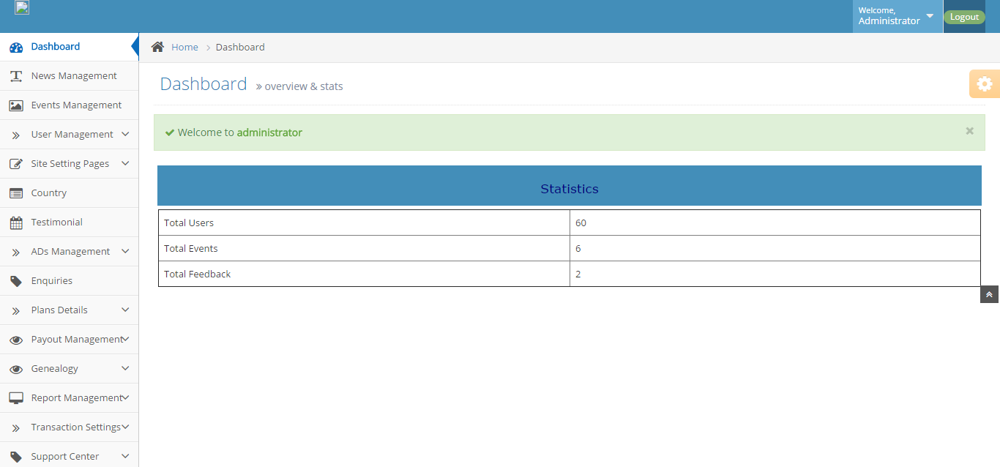 Welcome,
Administrator
Logout
Dashboard
News Management
Events Management
User Management
Site Setting Pages
Country
Testimonial
ADs Management
Enquiries
Plans Details
Payout Management
Genealogy
Report Management
Transaction Settings
Support Center
Home Dashboard
Dashboard » overview & stats
Welcome to administrator
Statistics
Total Users 60
Total Events 6
Total Feedback 2